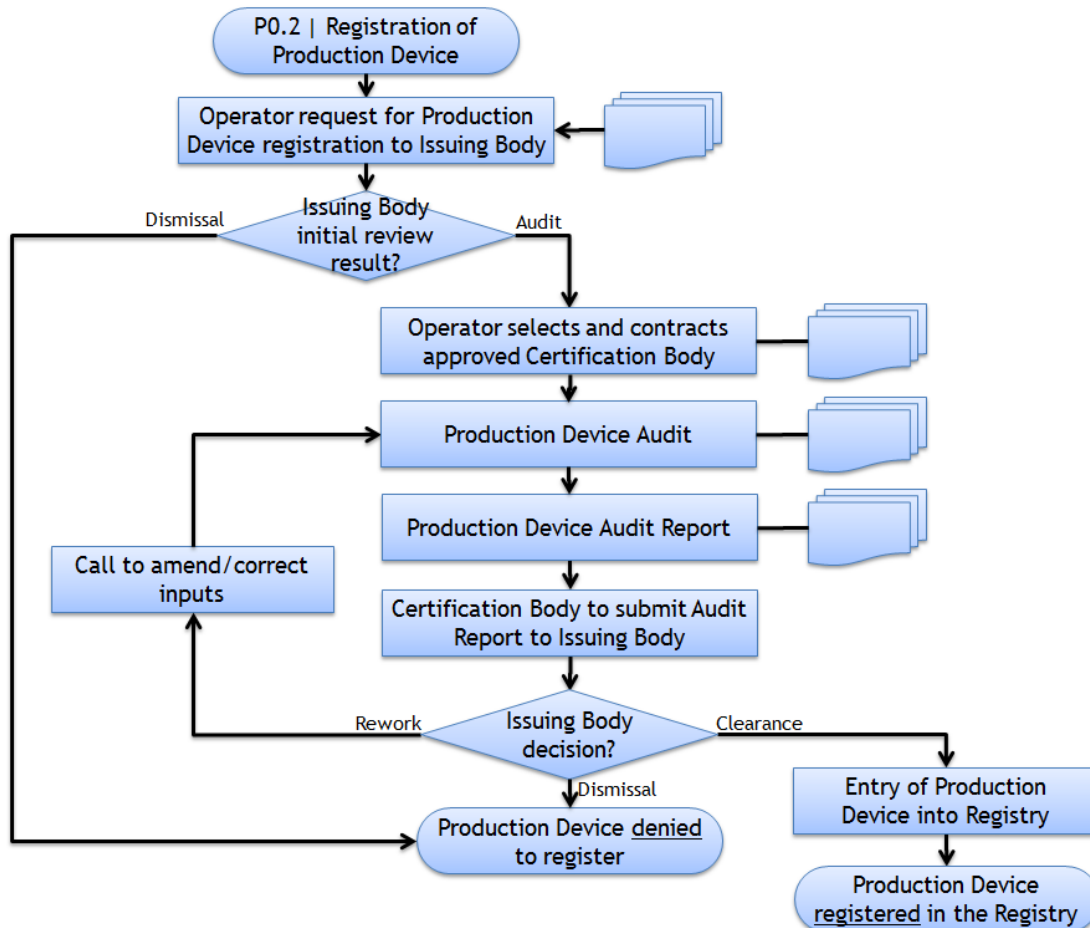 P0.2 | Registration of
Production Device
Operator request for Production
Device registration to Issuing Body
Dismissal
Issuing Body
initial review
result?
Audit
Operator selects and contracts
approved Certification Body
Production Device Audit
Production Device Audit Report
Call to amend/correct
inputs
Certification Body to submit Audit
Report to Issuing Body
Rework
Issuing Body
decision?
Clearance
Dismissal
Entry of Production
Device into Registry
Production Device denied
to register
Production Device
registered in the Registry